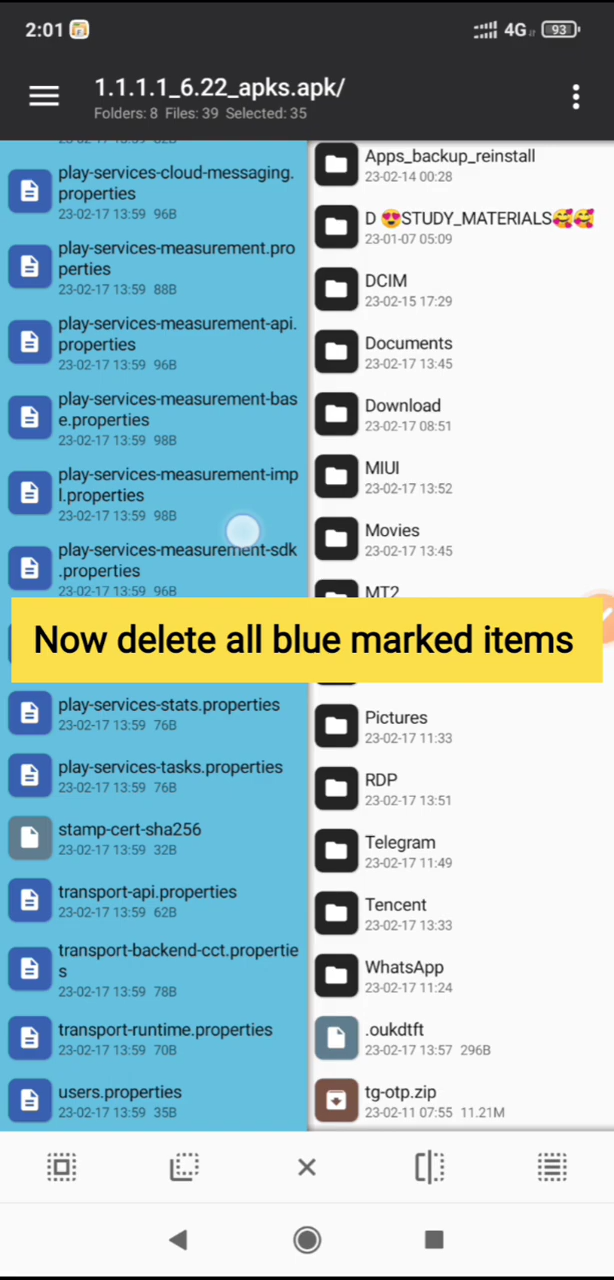 2:01
4G
93
1.1.1.1_6.22_apks.apk/
Folders: 8 Files: 39 Selected: 35
play-services-cloud-messaging.
properties
23-02-17 13:59 96B
play-services-measurement.pro
perties
23-02-17 13:59 88B
play-services-measurement-api.
properties
23-02-17 13:59 96B
play-services-measurement-bas
e.properties
23-02-17 13:59 98B
play-services-measurement-imp
l.properties
23-02-17 13:59 98B
play-services-measurement-sdk
.properties
23-02-17 13:59 96B
Now delete all blue marked items
play-services-stats.properties
23-02-17 13:59 76B
play-services-tasks.properties
23-02-17 13:59 76B
stamp-cert-sha256
23-02-17 13:59 32B
transport-api.properties
23-02-17 13:59 62B
transport-backend-cct.propertie
s
23-02-17 13:59 78B
transport-runtime.properties
23-02-17 13:59 70B
users.properties
23-02-17 13:59 35B
Apps_backup_reinstall
23-02-14 00:28
D 😍STUDY_MATERIALS🥰🥰
23-01-07 05:09
DCIM
23-02-15 17:29
Documents
23-02-17 13:45
Download
23-02-17 08:51
MIUI
23-02-17 13:52
Movies
23-02-17 13:45
MT2
Pictures
23-02-17 11:33
RDP
23-02-17 13:51
Telegram
23-02-17 11:49
Tencent
23-02-17 13:33
WhatsApp
23-02-17 11:24
.oukdtft
23-02-17 13:57 296B
tg-otp.zip
23-02-11 07:55 11.21M